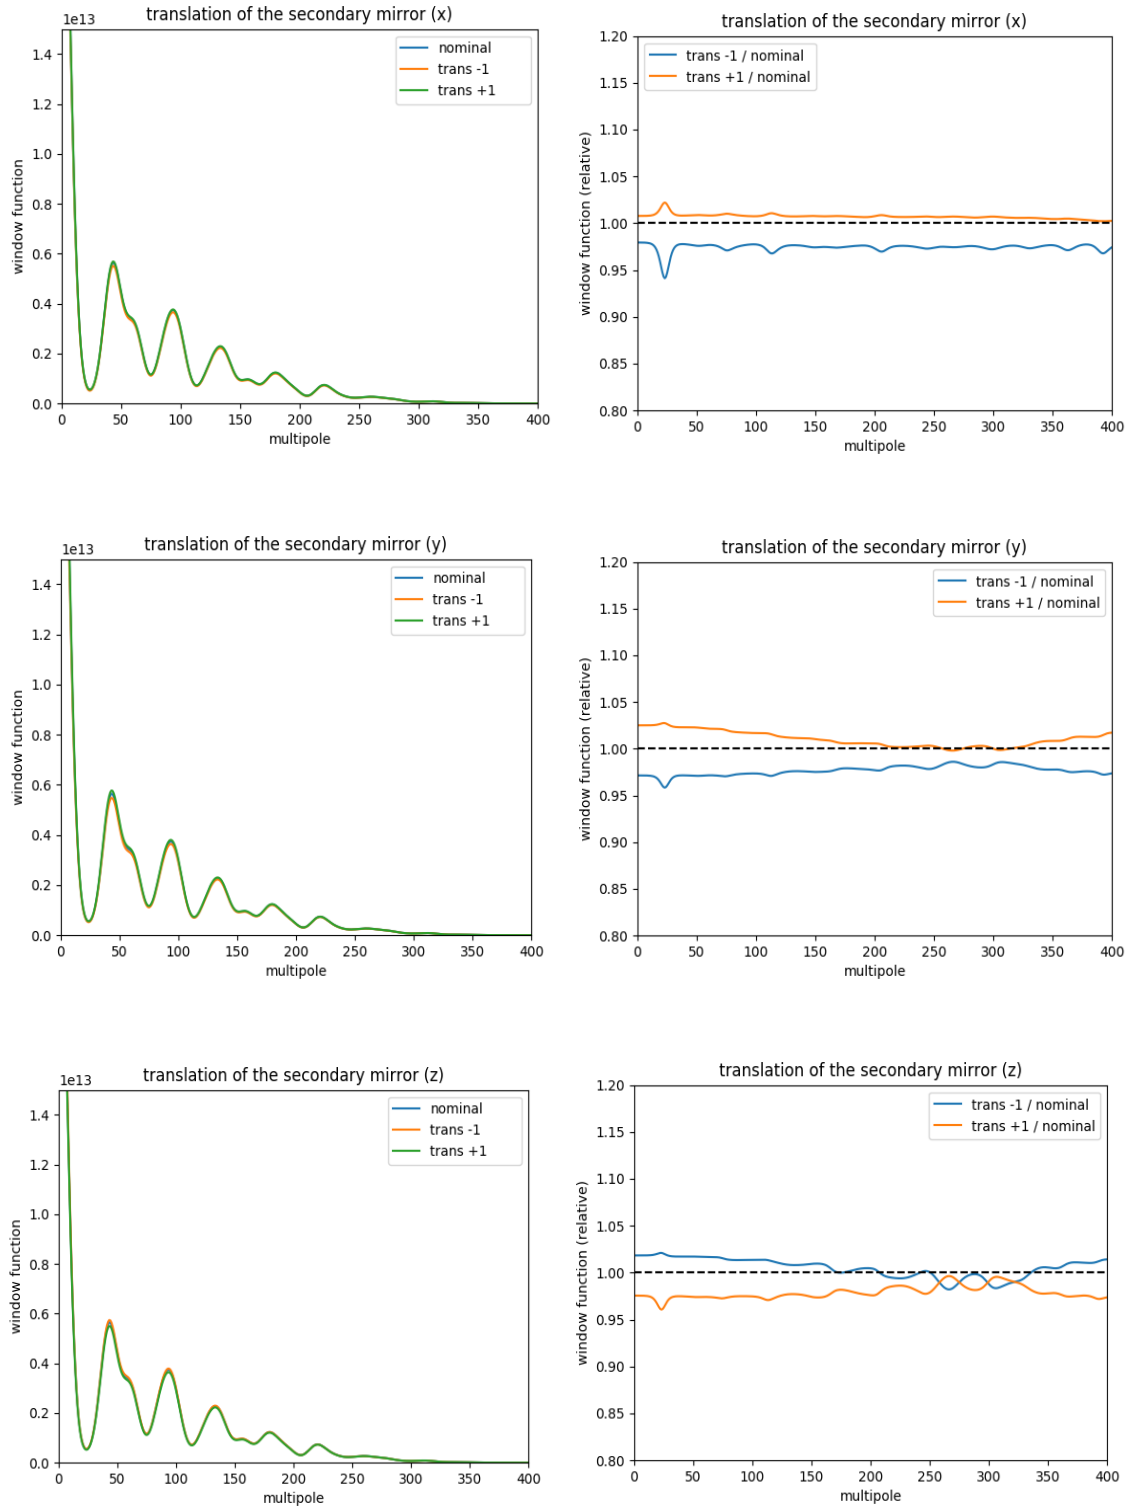 translation of the secondary mirror (x)
1e13
nominal
trans -1
trans +1
1.4
1.2
1.0
0.8
0.6
0.4
0.2
0.0
window function
0 50 100 150 200 250 300 350 400
multipole
translation of the secondary mirror (x)
trans -1 / nominal
trans +1 / nominal
1.20
1.15
1.10
1.05
1.00
0.95
0.90
0.85
0.80
window function (relative)
0 50 100 150 200 250 300 350 400
multipole
translation of the secondary mirror (y)
1e13
nominal
trans -1
trans +1
1.4
1.2
1.0
0.8
0.6
0.4
0.2
0.0
window function
0 50 100 150 200 250 300 350 400
multipole
translation of the secondary mirror (y)
trans -1 / nominal
trans +1 / nominal
1.20
1.15
1.10
1.05
1.00
0.95
0.90
0.85
0.80
window function (relative)
0 50 100 150 200 250 300 350 400
multipole
translation of the secondary mirror (z)
1e13
nominal
trans -1
trans +1
1.4
1.2
1.0
0.8
0.6
0.4
0.2
0.0
window function
0 50 100 150 200 250 300 350 400
multipole
translation of the secondary mirror (z)
trans -1 / nominal
trans +1 / nominal
1.20
1.15
1.10
1.05
1.00
0.95
0.90
0.85
0.80
window function (relative)
0 50 100 150 200 250 300 350 400
multipole